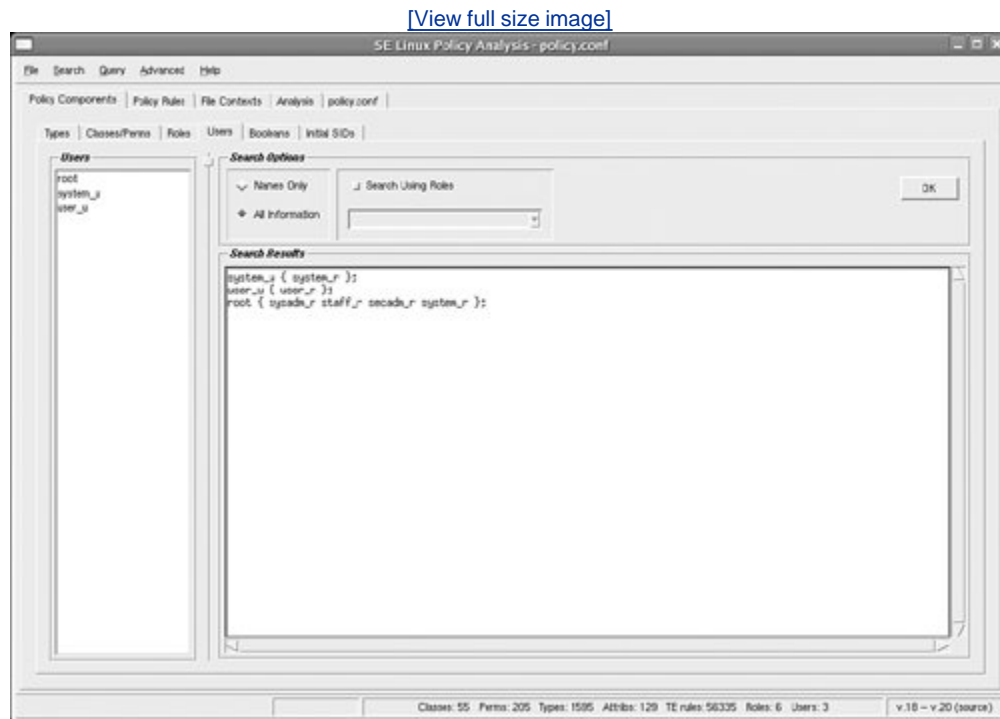 [View full size image]
SE Linux Policy Analysis - policy.conf
File Search Query Advanced Help
Policy Components Policy Rules File Contexts Analysis policy.conf
Types Classes/Perms Roles Users Booleans Initial SIDs
Users
root
system_u
user_u
Search Options
Names Only
Search Using Roles
OK
All Information
Search Results
system_u { system_r };
user_u { user_r };
root { sysadm_r staff_r secadm_r system_r };
Classes: 55 Perms: 205 Types: 1595 Attribs: 129 TE rules: 56335 Roles: 6 Users: 3
v.18 – v.20 (source)